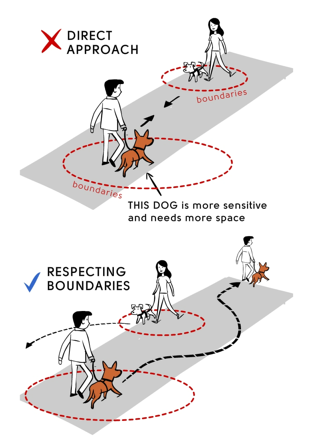 DIRECT
APPROACH
boundaries
boundaries
THIS DOG is more sensitive
and needs more space
RESPECTING
BOUNDARIES